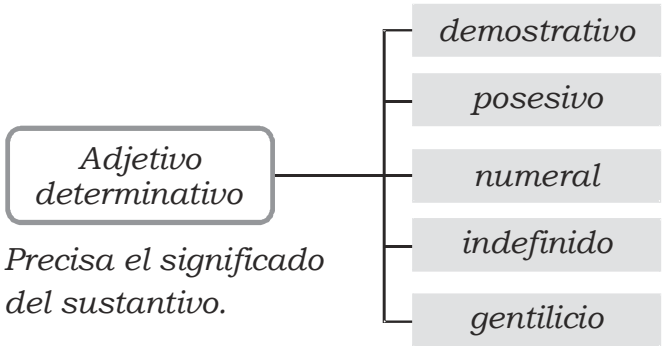 Adjetivo
determinativo
Precisa el significado
del sustantivo.
demostrativo
posesivo
numeral
indefinido
gentilicio